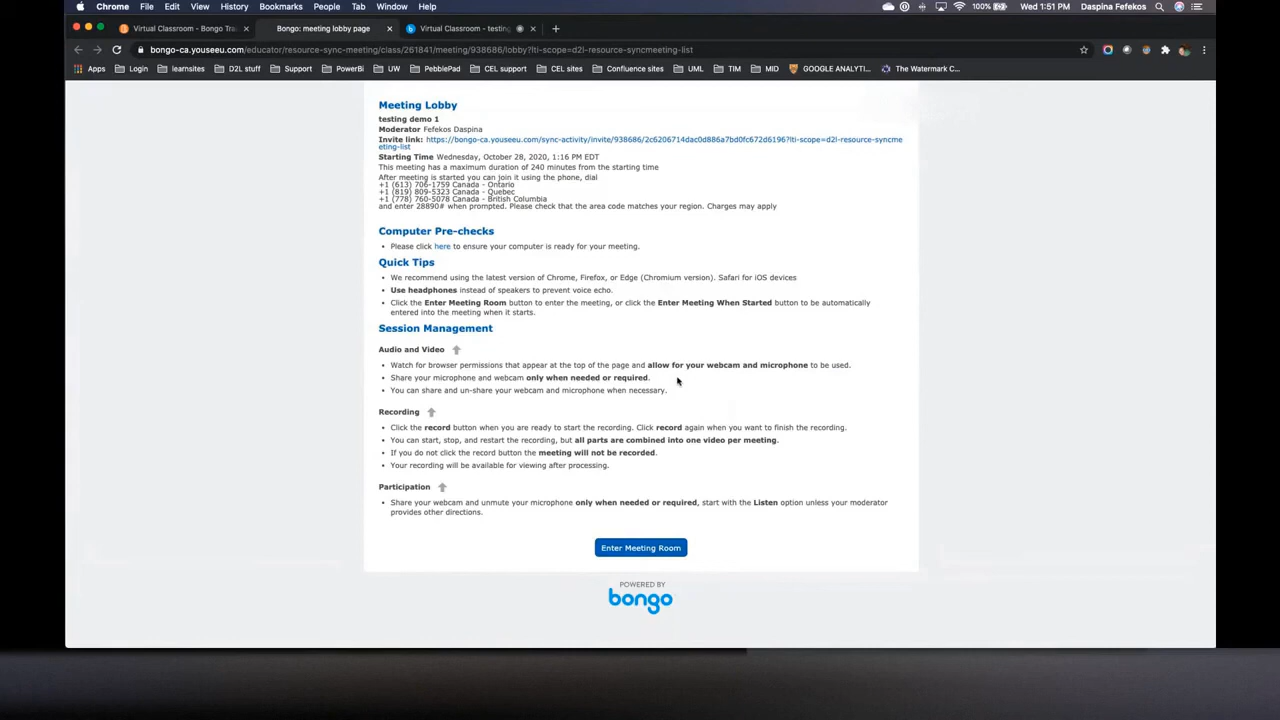 Chrome File Edit View History Bookmarks People Tab Window Help 100% Wed 1:51 PM Daspina Fefekos
Virtual Classroom - Bongo Tra Bongo: meeting lobby page Virtual Classroom - testing
bongo-ca.youseeu.com/educator/resource-sync-meeting/class/261841/meeting/938686/lobby?lti-scope=d2l-resource-syncmeeting-list
Apps Login learnsites D2L stuff Support PowerBi UW PebblePad CEL support CEL sites Confluence sites UML TIM MID GOOGLE ANALYTI... The Watermark C...
Meeting Lobby
testing demo 1
Moderator Fefekos Daspina
Invite link: https://bongo-ca.youseeu.com/sync-activity/invite/938686/2c6206714dac0d886a7bd0fc672d6196?lti-scope=d2l-resource-syncme
eting-list
Starting Time Wednesday, October 28, 2020, 1:16 PM EDT
This meeting has a maximum duration of 240 minutes from the starting time
After meeting is started you can join it using the phone, dial
+1 (613) 706-1759 Canada - Ontario
+1 (819) 809-5323 Canada - Quebec
+1 (778) 760-5078 Canada - British Columbia
and enter 28890# when prompted. Please check that the area code matches your region. Charges may apply
Computer Pre-checks
• Please click here to ensure your computer is ready for your meeting.
Quick Tips
• We recommend using the latest version of Chrome, Firefox, or Edge (Chromium version). Safari for iOS devices
• Use headphones instead of speakers to prevent voice echo.
• Click the Enter Meeting Room button to enter the meeting, or click the Enter Meeting When Started button to be automatically
entered into the meeting when it starts.
Session Management
Audio and Video
• Watch for browser permissions that appear at the top of the page and allow for your webcam and microphone to be used.
• Share your microphone and webcam only when needed or required.
• You can share and un-share your webcam and microphone when necessary.
Recording
• Click the record button when you are ready to start the recording. Click record again when you want to finish the recording.
• You can start, stop, and restart the recording, but all parts are combined into one video per meeting.
• If you do not click the record button the meeting will not be recorded.
• Your recording will be available for viewing after processing.
Participation
• Share your webcam and unmute your microphone only when needed or required, start with the Listen option unless your moderator
provides other directions.
Enter Meeting Room
POWERED BY
bongo